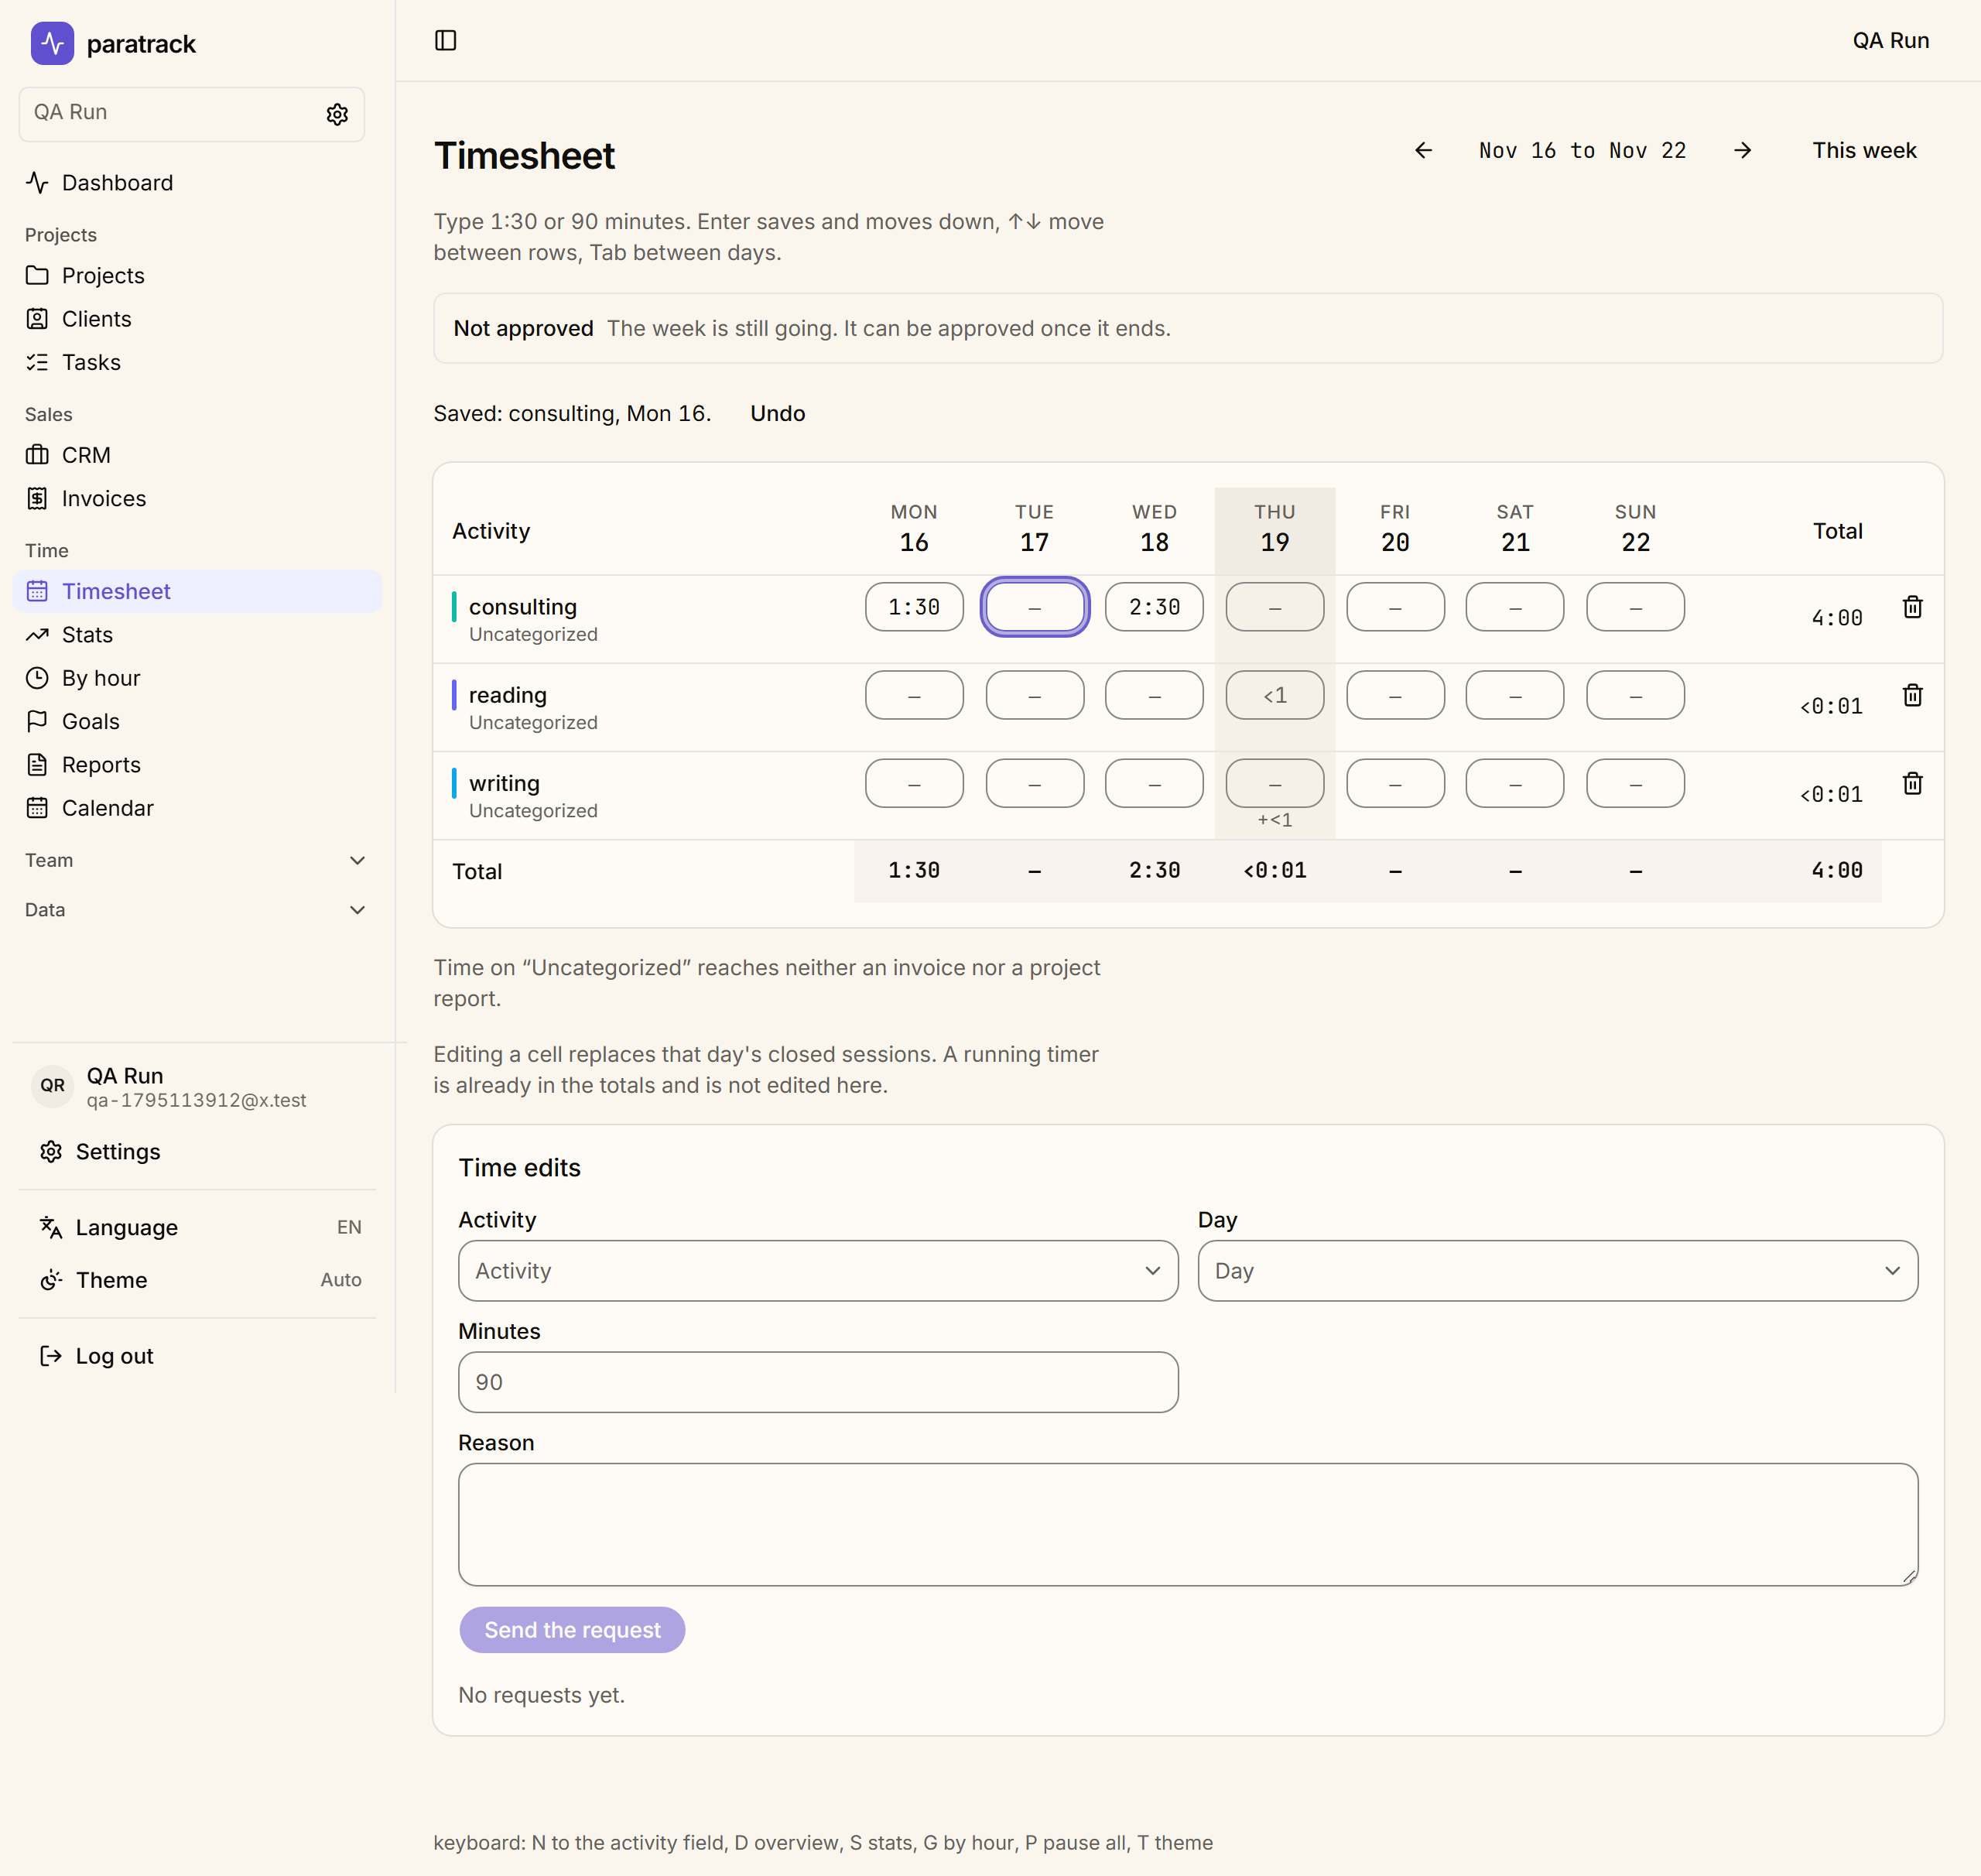 paratrack
QA Run
QA Run
Dashboard
Projects
Projects
Clients
Tasks
Sales
CRM
Invoices
Time
Timesheet
Stats
By hour
Goals
Reports
Calendar
Team
Data
QR
QA Run
qa-1795113912@x.test
Settings
Language EN
Theme Auto
Log out
Timesheet
← Nov 16 to Nov 22 → This week
Type 1:30 or 90 minutes. Enter saves and moves down, ↑↓ move
between rows, Tab between days.
Not approved The week is still going. It can be approved once it ends.
Saved: consulting, Mon 16. Undo
MON TUE WED THU FRI SAT SUN
Activity 16 17 18 19 20 21 22 Total
consulting 1:30 – 2:30 – – – – 4:00
Uncategorized
reading – – – <1 – – – <0:01
Uncategorized
writing – – – – – – – <0:01
Uncategorized +<1
Total 1:30 – 2:30 <0:01 – – – 4:00
Time on “Uncategorized” reaches neither an invoice nor a project
report.
Editing a cell replaces that day's closed sessions. A running timer
is already in the totals and is not edited here.
Time edits
Activity Day
Activity Day
Minutes
90
Reason
Send the request
No requests yet.
keyboard: N to the activity field, D overview, S stats, G by hour, P pause all, T theme